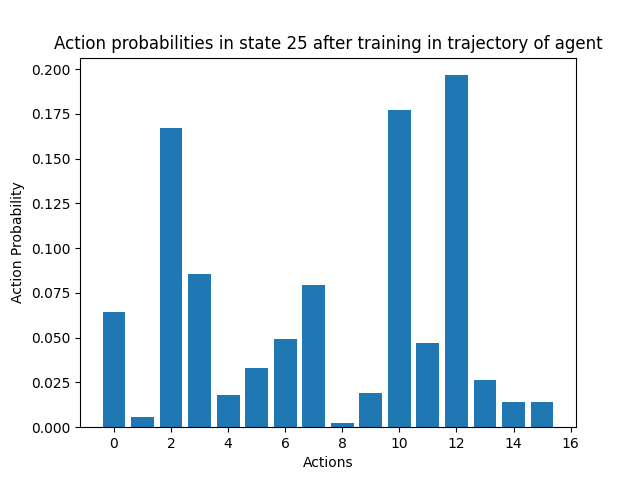 Action probabilities in state 25 after training in trajectory of agent
0.200
0.175
0.150
0.125
0.100
0.075
0.050
0.025
0.000
Action Probability
0 2 4 6 8 10 12 14 16
Actions